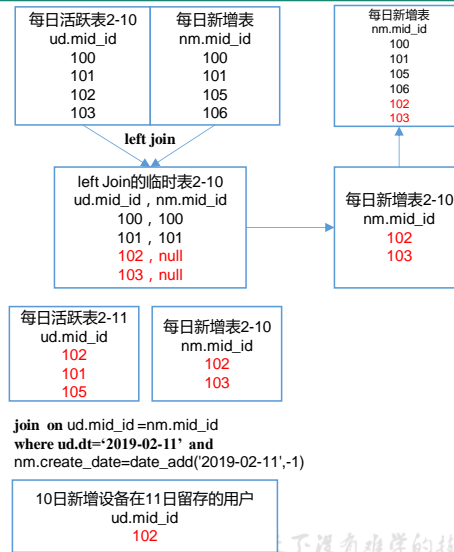 每日活跃表2-10
ud.mid_id
100
101
102
103
每日新增表
nm.mid_id
100
101
105
106
每日新增表
nm.mid_id
100
101
105
106
102
103
left join
left Join的临时表2-10
ud.mid_id，nm.mid_id
100，100
101，101
102，null
103，null
每日新增表2-10
nm.mid_id
102
103
每日活跃表2-11
ud.mid_id
102
101
105
每日新增表2-10
nm.mid_id
102
103
join on ud.mid_id =nm.mid_id
where ud.dt=‘2019-02-11’ and
nm.create_date=date_add('2019-02-11',-1)
10日新增设备在11日留存的用户
ud.mid_id
102
下没有难学的技